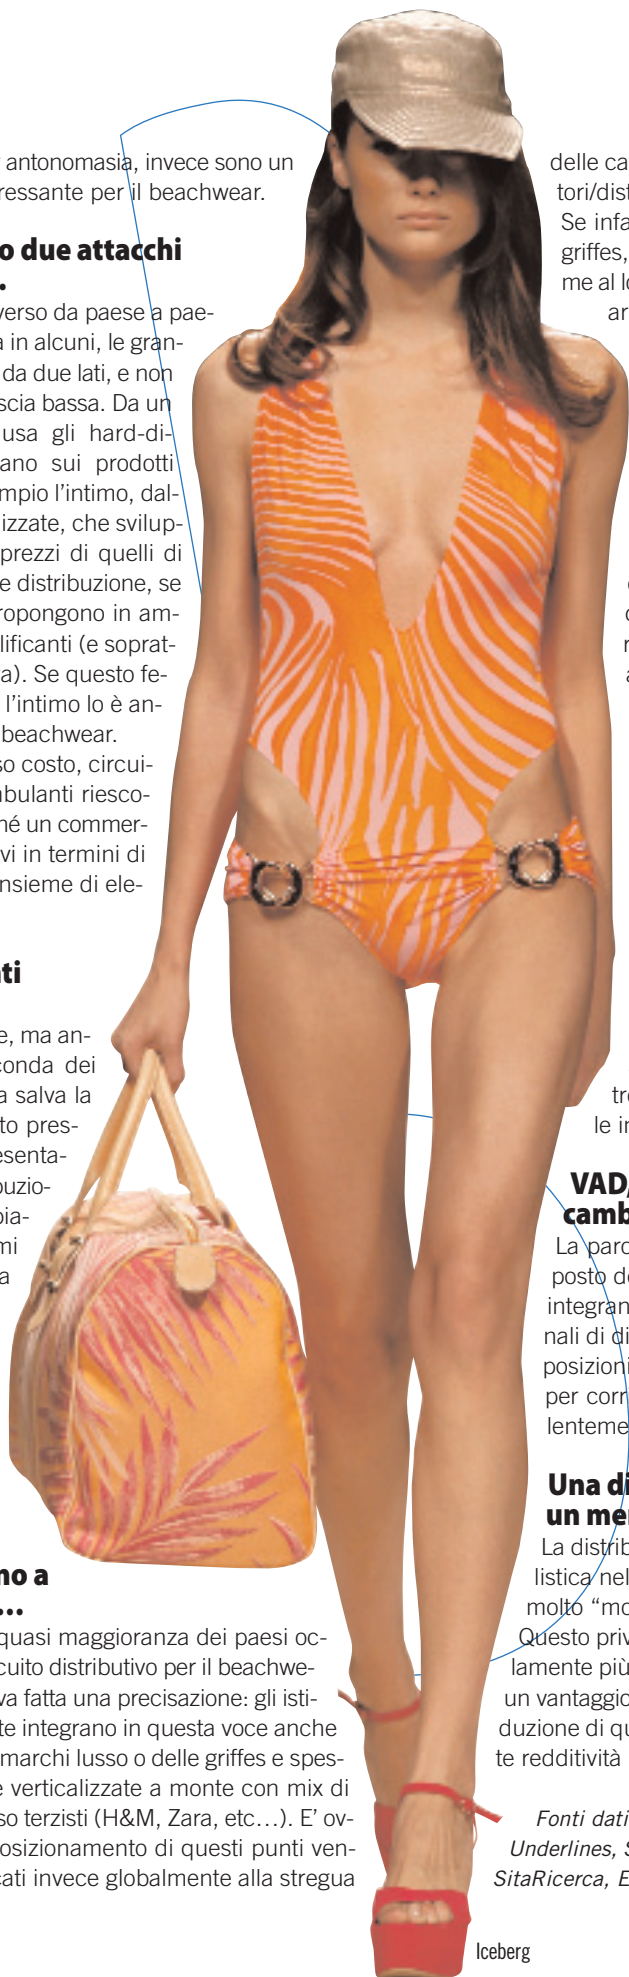 antonomasia, invece sono un
ressante per il beachwear.
o due attacchi
verso da paese a pae-
in alcuni, le gran-
da due lati, e non
scia bassa. Da un
usa gli hard-di-
ano sui prodotti
mpio l'intimo, dal-
izzate, che svilup-
prezzi di quelli di
e distribuzione, se
ropongono in am-
lificanti (e soprat-
a). Se questo fe-
l'intimo lo è an-
beachwear.
so costo, circui-
mbulanti riesco-
né un commer-
vi in termini di
nsieme di ele-
ti
e, ma an-
conda dei
a salva la
to pres-
esenta-
buzio-
bia-
mi
a
no a
...
quasi maggioranza dei paesi oc-
cuito distributivo per il beachwe-
va fatta una precisazione: gli isti-
te integrano in questa voce anche
marchi lusso o delle griffes e spes-
e verticalizzate a monte con mix di
so terzisti (H&M, Zara, etc...). E' ov-
osizionamento di questi punti ven-
cati invece globalmente alla stregua
delle ca
tori/dist
Se infa
griffes,
me al lo
ar
tre
le in
VAD,
camb
La parc
posto de
integran
nali di di
posizioni
per corr
lenteme
Una di
un mer
La distrib
listica nel
molto “mo
Questo priv
lamente più
un vantaggio
duzione di qu
te redditività
Fonti dati
Underlines, S
SitaRicerca, E
Iceberg